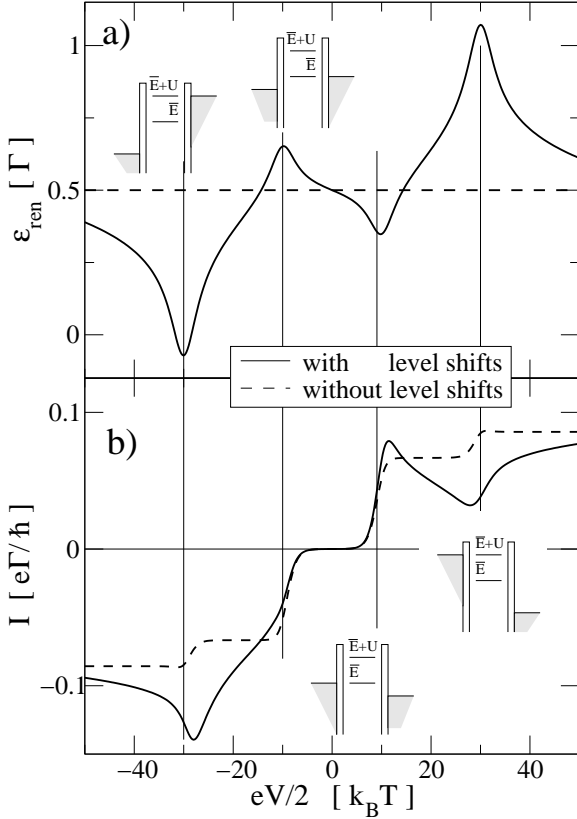 a)
1
0.5
0
ε_ren [ Γ ]
E̅+U
E̅
E̅+U
E̅
with level shifts
without level shifts
b)
0.1
0
−0.1
I [ eΓ/ħ ]
E̅+U
E̅
E̅+U
E̅
−40 −20 0 20 40
eV/2 [ k_B T ]